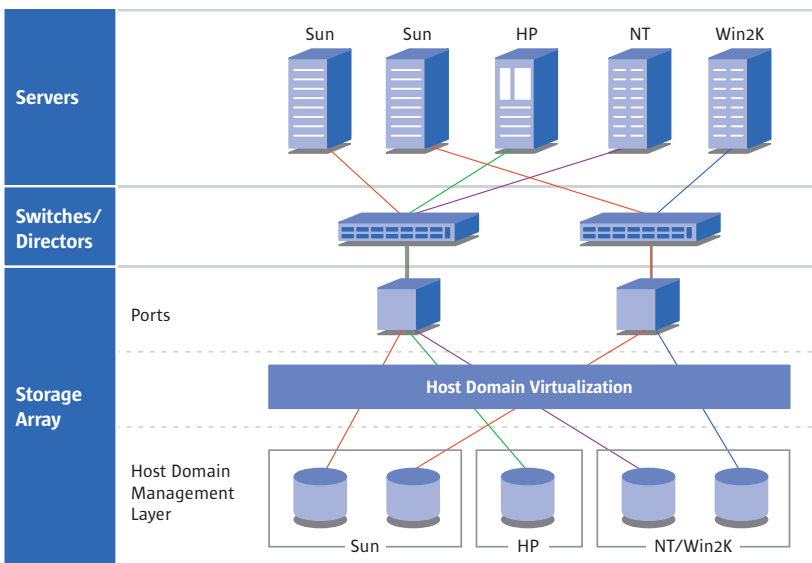 Sun
Sun
HP
NT
Win2K
Servers
Switches/
Directors
Ports
Host Domain Virtualization
Storage
Array
Host Domain
Management
Layer
Sun
HP
NT/Win2K